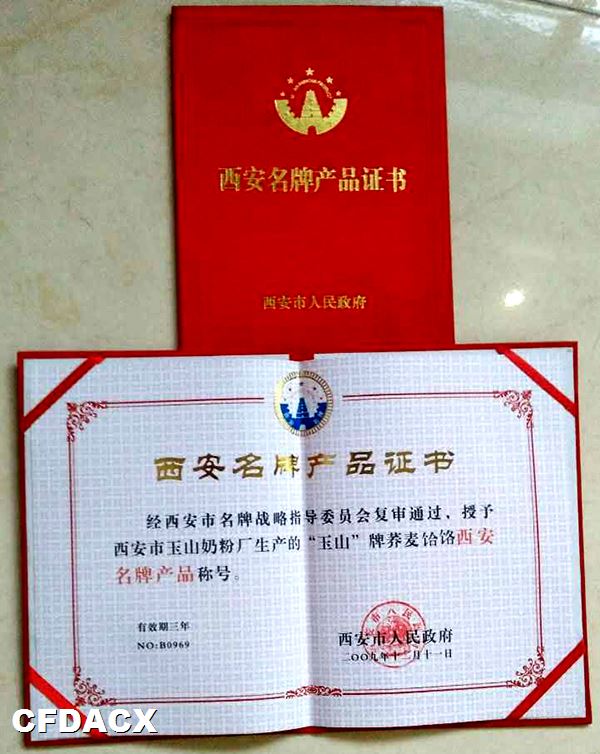 西安名牌产品证书
西安市人民政府
西安名牌产品证书
经西安市名牌战略指导委员会复审通过，授予
西安市玉山奶粉厂生产的“玉山”牌荞麦饸饹西安
名牌产品称号。
有效期三年
NO:B0969
西安市人民政府
二〇〇九年十二月十一日
CFDACX